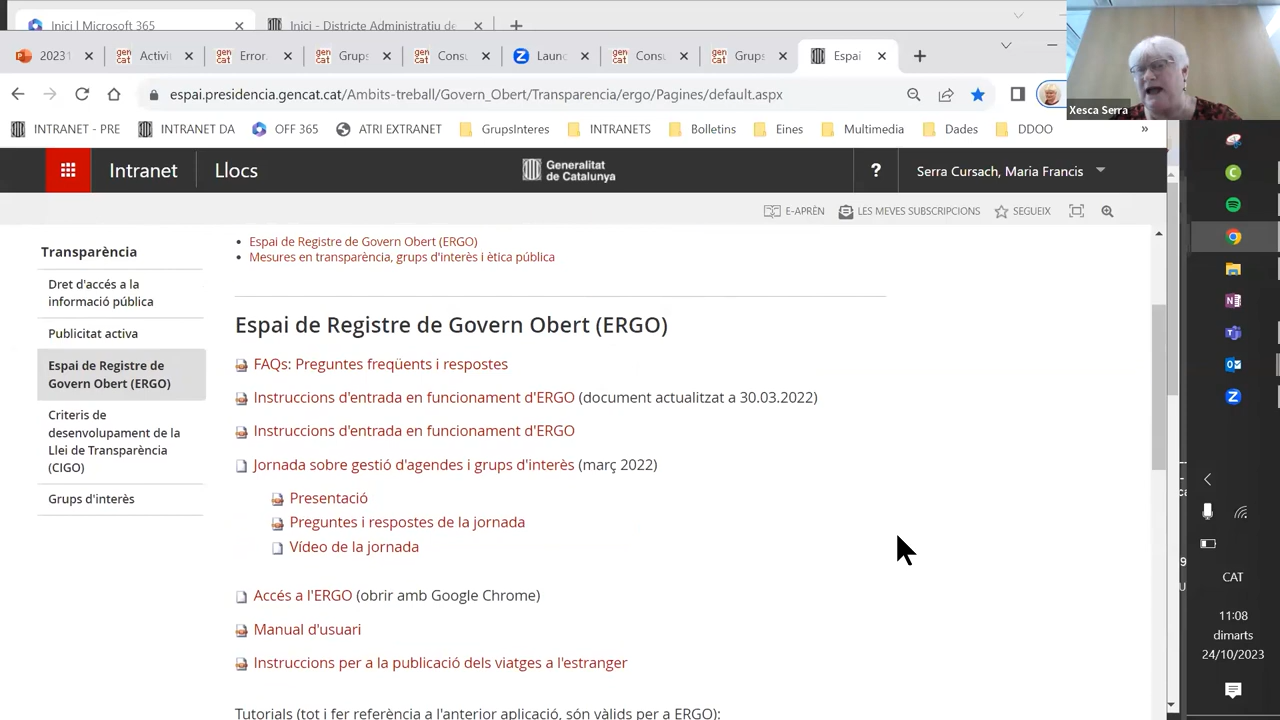 Inici | Microsoft 365
Inici - Districte Administratiu de
20231
Activi
Error.
Grups
Consu
Launc
Consu
Grups
Espai
espai.presidencia.gencat.cat/Ambits-treball/Govern_Obert/Transparencia/ergo/Pagines/default.aspx
Xesca Serra
INTRANET - PRE
INTRANET DA
OFF 365
ATRI EXTRANET
GrupsInteres
INTRANETS
Bolletins
Eines
Multimedia
Dades
DDOO
»
Intranet
Llocs
Generalitat
de Catalunya
?
Serra Cursach, Maria Francis
E-APRÈN
LES MEVES SUBSCRIPCIONS
SEGUEIX
Transparència
Dret d'accés a la
informació pública
Publicitat activa
Espai de Registre de
Govern Obert (ERGO)
Criteris de
desenvolupament de la
Llei de Transparència
(CIGO)
Grups d'interès
• Espai de Registre de Govern Obert (ERGO)
• Mesures en transparència, grups d'interès i ètica pública
Espai de Registre de Govern Obert (ERGO)
FAQs: Preguntes freqüents i respostes
Instruccions d'entrada en funcionament d'ERGO (document actualitzat a 30.03.2022)
Instruccions d'entrada en funcionament d'ERGO
Jornada sobre gestió d'agendes i grups d'interès (març 2022)
Presentació
Preguntes i respostes de la jornada
Vídeo de la jornada
Accés a l'ERGO (obrir amb Google Chrome)
Manual d'usuari
Instruccions per a la publicació dels viatges a l'estranger
Tutorials (tot i fer referència a l'anterior aplicació, són vàlids per a ERGO):
CAT
11:08
dimarts
24/10/2023